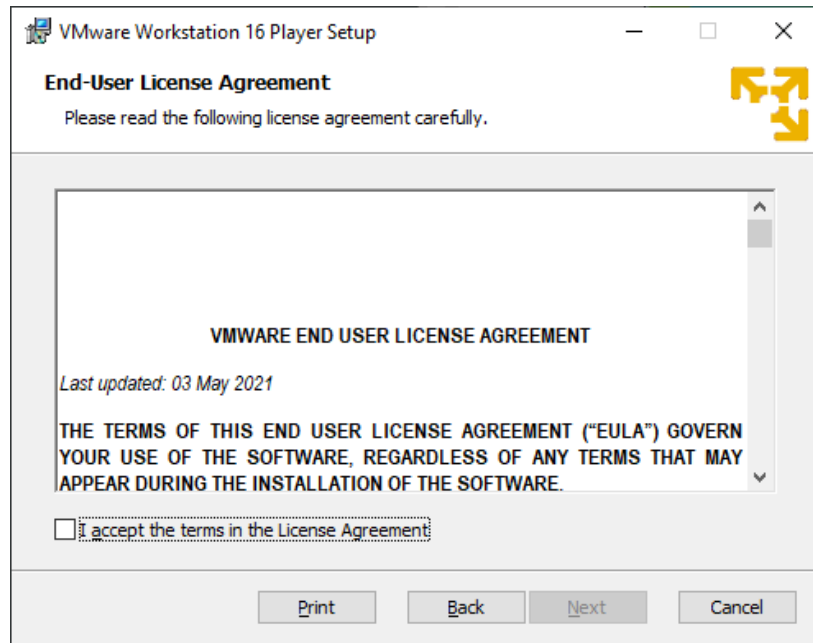 VMware Workstation 16 Player Setup
End-User License Agreement
Please read the following license agreement carefully.
VMWARE END USER LICENSE AGREEMENT
Last updated: 03 May 2021
THE TERMS OF THIS END USER LICENSE AGREEMENT (“EULA”) GOVERN
YOUR USE OF THE SOFTWARE, REGARDLESS OF ANY TERMS THAT MAY
APPEAR DURING THE INSTALLATION OF THE SOFTWARE.
I accept the terms in the License Agreement
Print Back Next Cancel